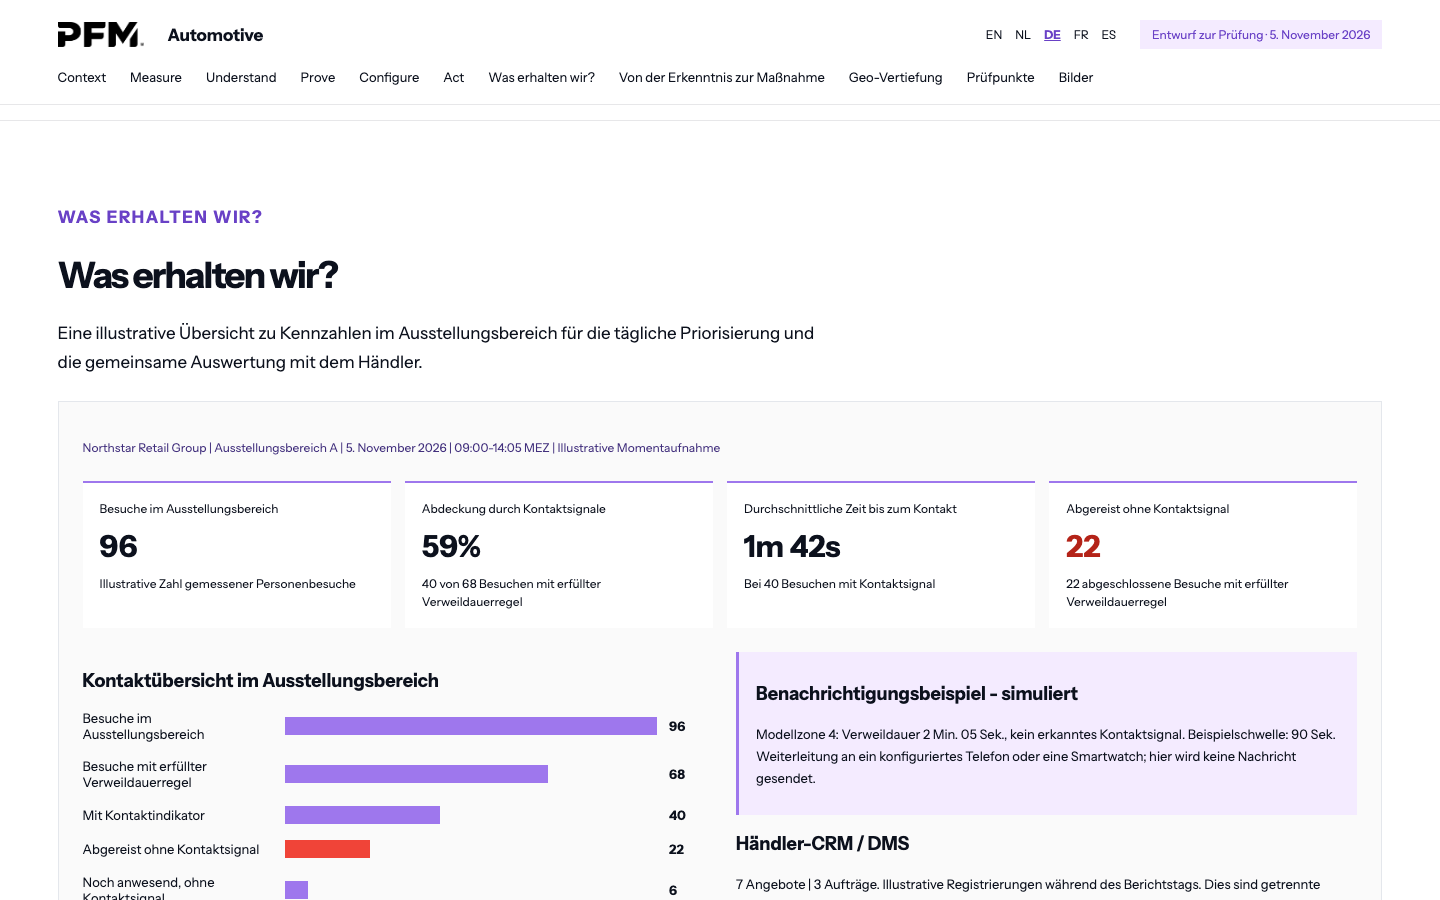 PFM. Automotive
EN NL DE FR ES
Entwurf zur Prüfung · 5. November 2026
Context Measure Understand Prove Configure Act Was erhalten wir? Von der Erkenntnis zur Maßnahme Geo-Vertiefung Prüfpunkte Bilder
WAS ERHALTEN WIR?
Was erhalten wir?
Eine illustrative Übersicht zu Kennzahlen im Ausstellungsbereich für die tägliche Priorisierung und
die gemeinsame Auswertung mit dem Händler.
Northstar Retail Group | Ausstellungsbereich A | 5. November 2026 | 09:00-14:05 MEZ | Illustrative Momentaufnahme
Besuche im Ausstellungsbereich
96
Illustrative Zahl gemessener Personenbesuche
Abdeckung durch Kontaktsignale
59%
40 von 68 Besuchen mit erfüllter
Verweildauerregel
Durchschnittliche Zeit bis zum Kontakt
1m 42s
Bei 40 Besuchen mit Kontaktsignal
Abgereist ohne Kontaktsignal
22
22 abgeschlossene Besuche mit erfüllter
Verweildauerregel
Kontaktübersicht im Ausstellungsbereich
Besuche im
Ausstellungsbereich
96
Besuche mit erfüllter
Verweildauerregel
68
Mit Kontaktindikator
40
Abgereist ohne Kontaktsignal
22
Noch anwesend, ohne
Kontaktsignal
6
Benachrichtigungsbeispiel - simuliert
Modellzone 4: Verweildauer 2 Min. 05 Sek., kein erkanntes Kontaktsignal. Beispielschwelle: 90 Sek.
Weiterleitung an ein konfiguriertes Telefon oder eine Smartwatch; hier wird keine Nachricht
gesendet.
Händler-CRM / DMS
7 Angebote | 3 Aufträge. Illustrative Registrierungen während des Berichtstags. Dies sind getrennte